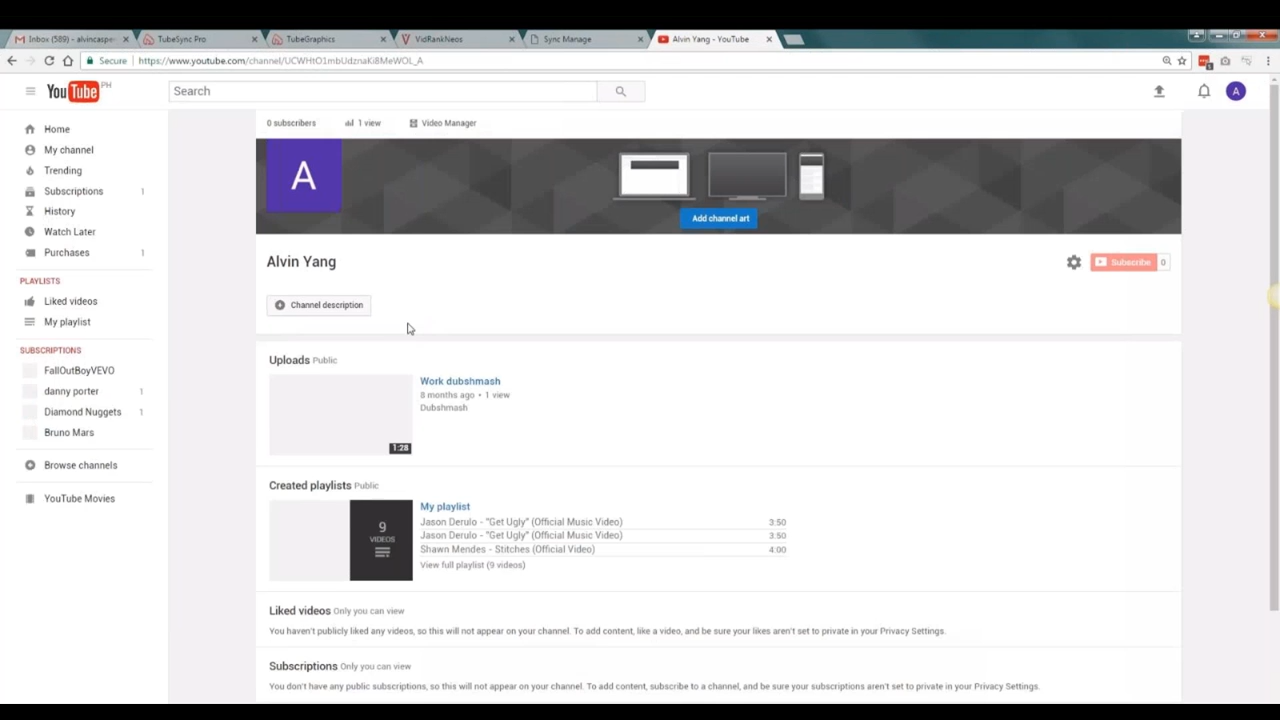 Inbox (589) - alvincasper
TubeSync Pro
TubeGraphics
VidRankNeos
Sync Manage
Alvin Yang - YouTube
Secure
https://www.youtube.com/channel/UCWHtO1mbUdznaKi8MeWOL_A
YouTube PH
Search
A
Home
My channel
Trending
Subscriptions 1
History
Watch Later
Purchases 1
PLAYLISTS
Liked videos
My playlist
SUBSCRIPTIONS
FallOutBoyVEVO
danny porter 1
Diamond Nuggets 1
Bruno Mars
Browse channels
YouTube Movies
0 subscribers 1 view Video Manager
A
Add channel art
Alvin Yang
Subscribe 0
Channel description
Uploads Public
1:28
Work dubshmash
8 months ago • 1 view
Dubshmash
Created playlists Public
9
VIDEOS
My playlist
Jason Derulo - "Get Ugly" (Official Music Video) 3:50
Jason Derulo - "Get Ugly" (Official Music Video) 3:50
Shawn Mendes - Stitches (Official Video) 4:00
View full playlist (9 videos)
Liked videos Only you can view
You haven't publicly liked any videos, so this will not appear on your channel. To add content, like a video, and be sure your likes aren't set to private in your Privacy Settings.
Subscriptions Only you can view
You don't have any public subscriptions, so this will not appear on your channel. To add content, subscribe to a channel, and be sure your subscriptions aren't set to private in your Privacy Settings.